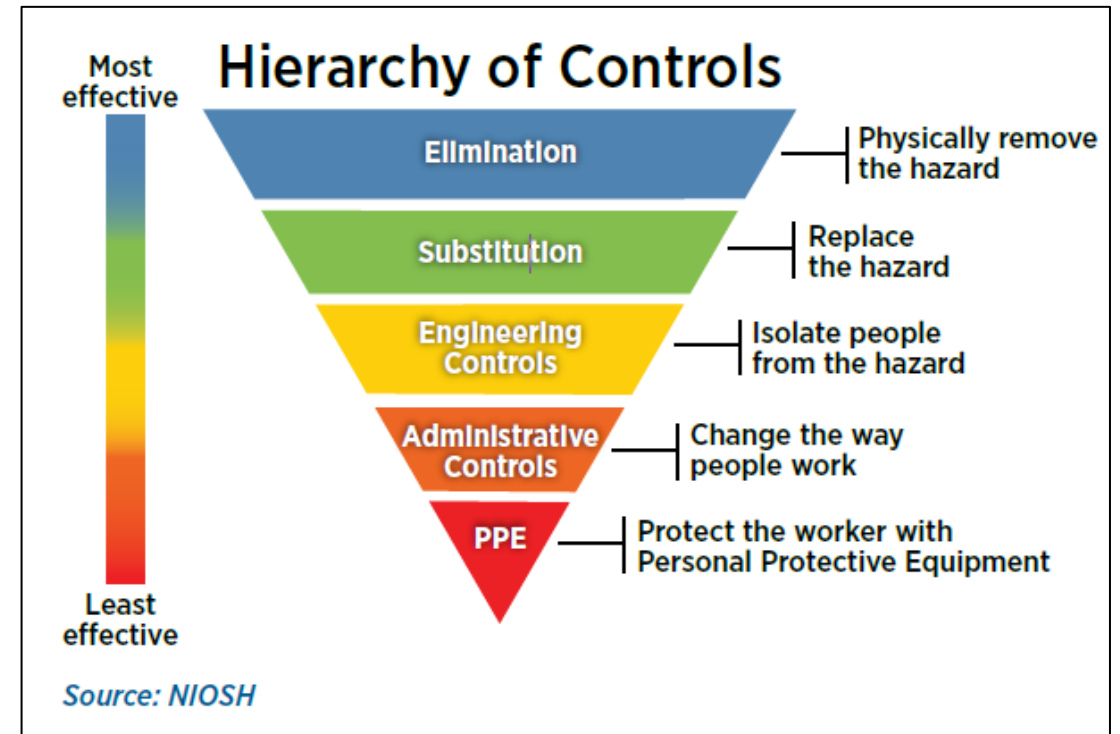 Hierarchy of Controls
Most
effective
Elimination
Physically remove
the hazard
Substitution
Replace
the hazard
Engineering
Controls
Isolate people
from the hazard
Administrative
Controls
Change the way
people work
PPE
Protect the worker with
Personal Protective Equipment
Least
effective
Source: NIOSH